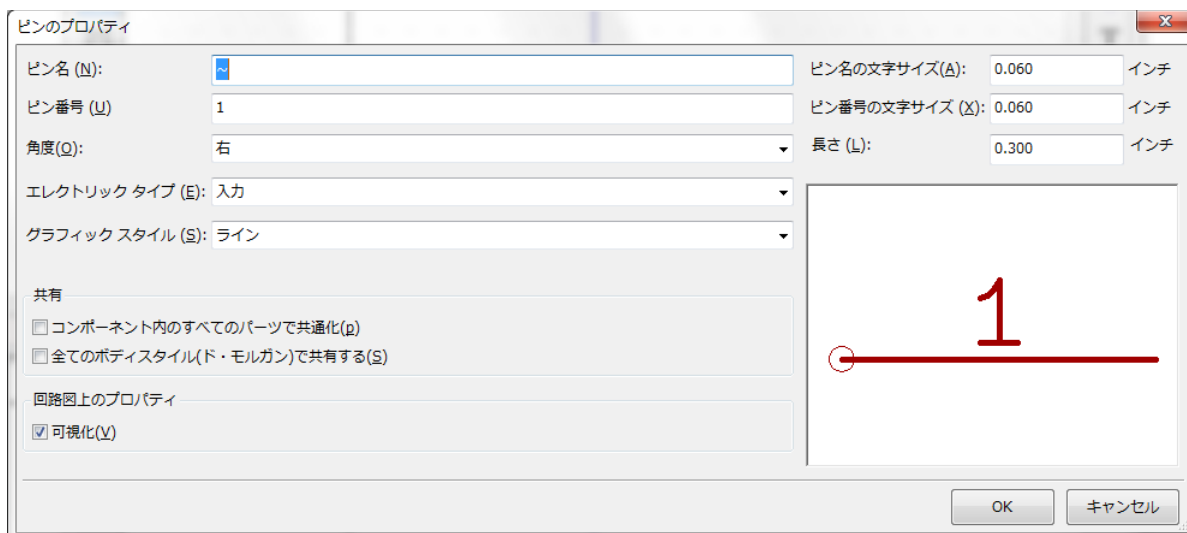 ピンのプロパティ
ピン名 (N): ~
ピン名の文字サイズ(A): 0.060 インチ
ピン番号 (U) 1
ピン番号の文字サイズ (X): 0.060 インチ
角度(O): 右
長さ (L): 0.300 インチ
エレクトリック タイプ (E): 入力
グラフィック スタイル (S): ライン
1
共有
コンポーネント内のすべてのパーツで共通化(p)
全てのボディスタイル(ド・モルガン)で共有する(S)
回路図上のプロパティ
可視化(V)
OK キャンセル